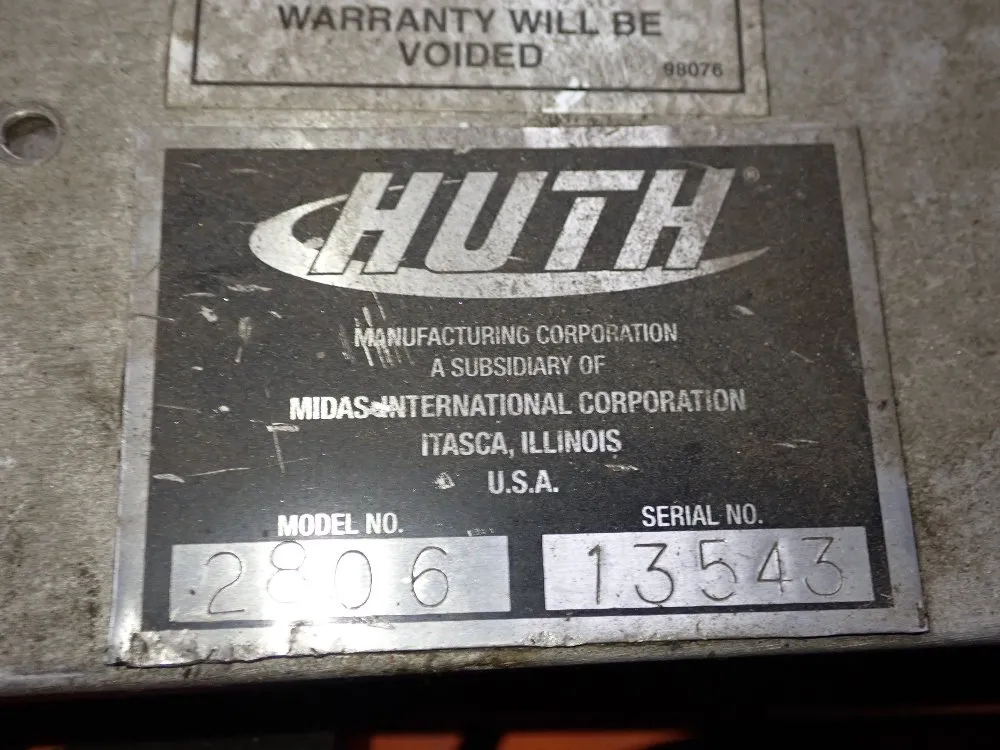 WARRANTY WILL BE
VOIDED
98076
HUTH®
MANUFACTURING CORPORATION
A SUBSIDIARY OF
MIDAS INTERNATIONAL CORPORATION
ITASCA, ILLINOIS
U.S.A.
MODEL NO. SERIAL NO.
2806 13543